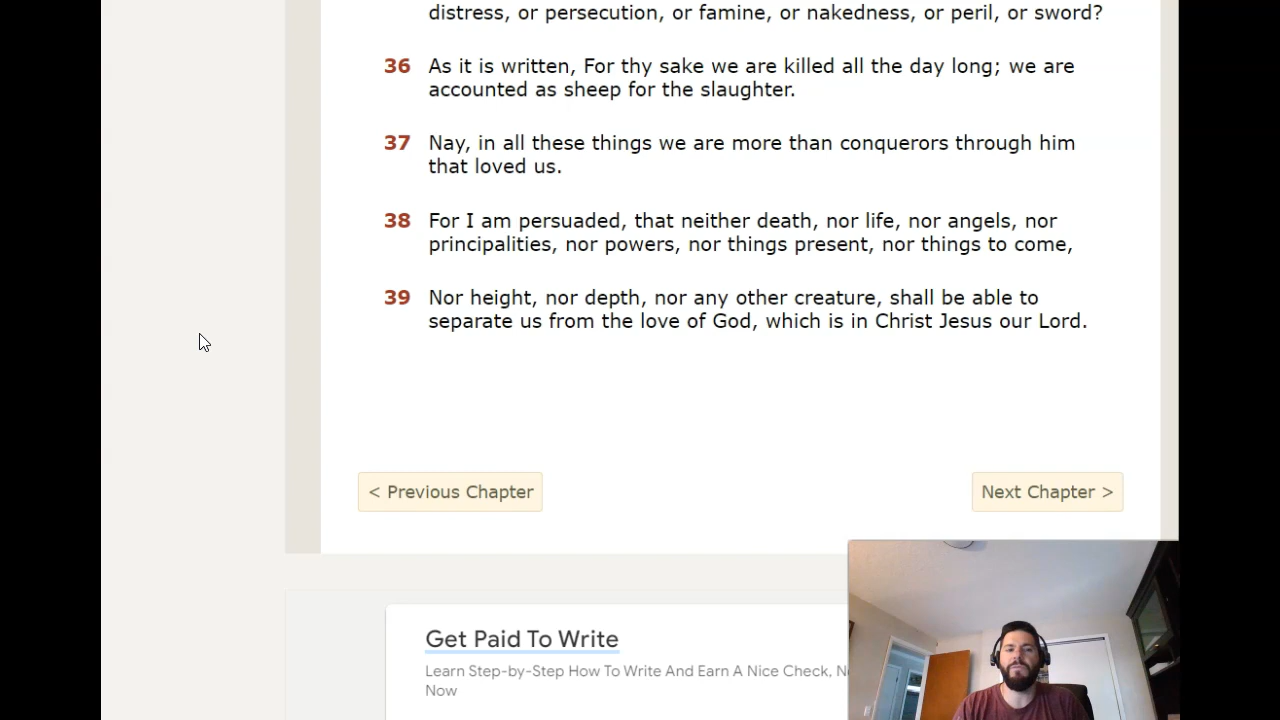 distress, or persecution, or famine, or nakedness, or peril, or sword?
36 As it is written, For thy sake we are killed all the day long; we are
accounted as sheep for the slaughter.
37 Nay, in all these things we are more than conquerors through him
that loved us.
38 For I am persuaded, that neither death, nor life, nor angels, nor
principalities, nor powers, nor things present, nor things to come,
39 Nor height, nor depth, nor any other creature, shall be able to
separate us from the love of God, which is in Christ Jesus our Lord.
< Previous Chapter
Next Chapter >
Get Paid To Write
Learn Step-by-Step How To Write And Earn A Nice Check,
Now